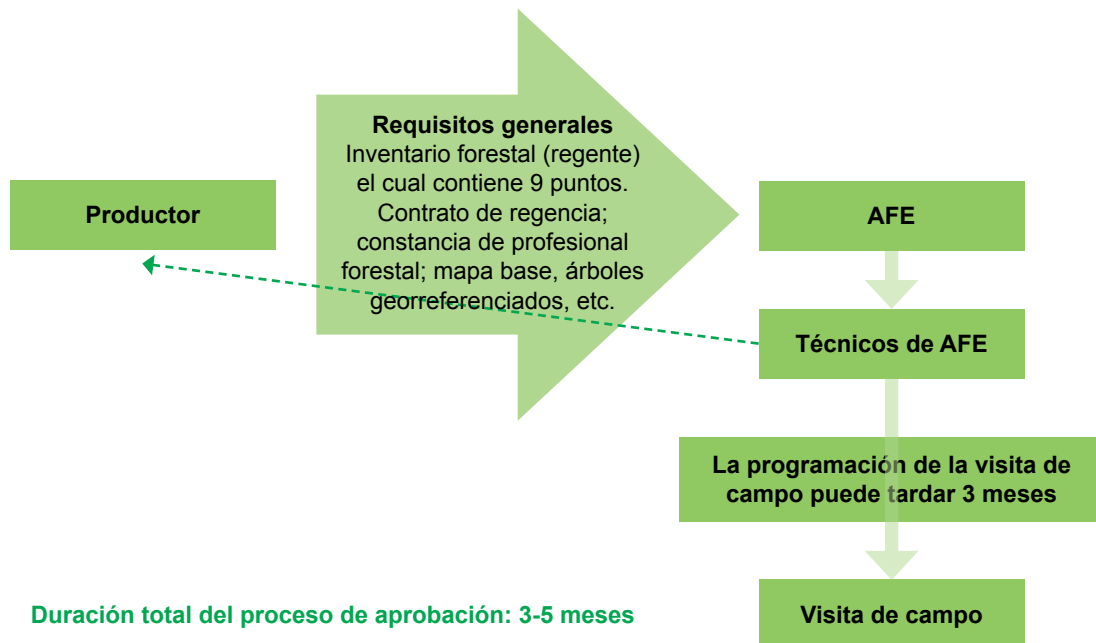 Productor
Requisitos generales
Inventario forestal (regente)
el cual contiene 9 puntos.
Contrato de regencia;
constancia de profesional
forestal; mapa base, árboles
georreferenciados, etc.
AFE
Técnicos de AFE
La programación de la visita de
campo puede tardar 3 meses
Visita de campo
Duración total del proceso de aprobación: 3-5 meses